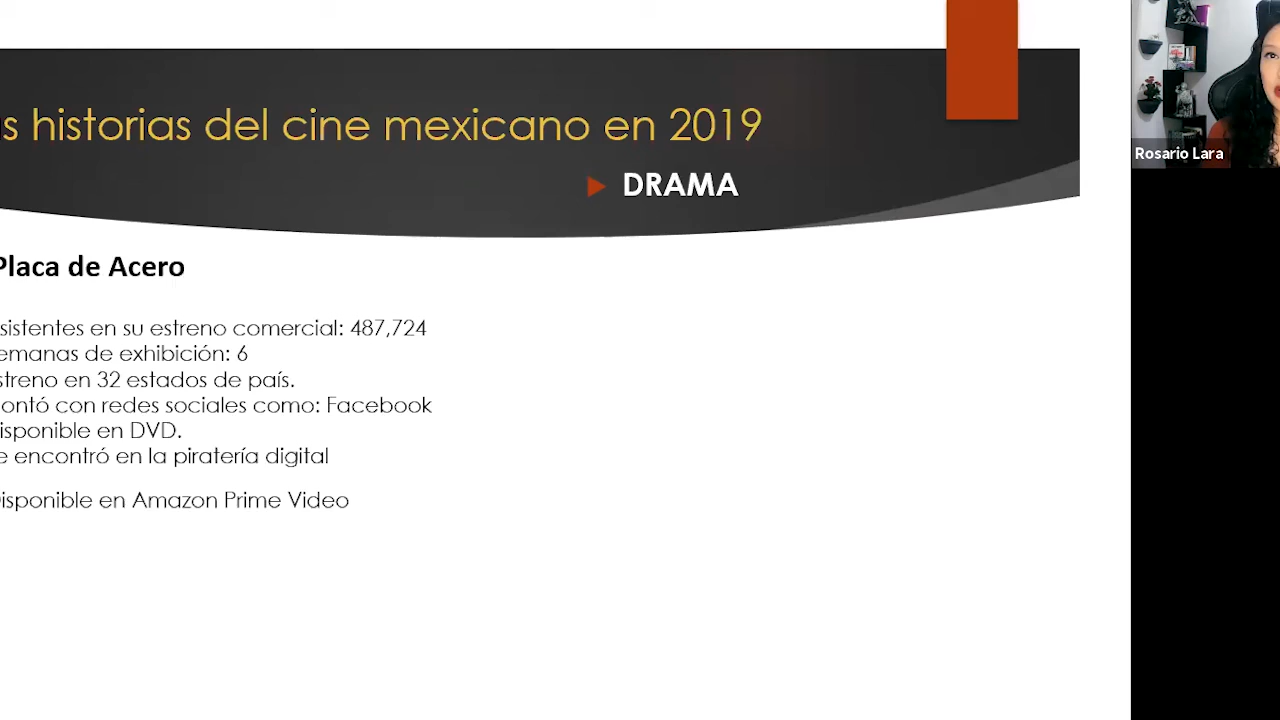 s historias del cine mexicano en 2019
DRAMA
Placa de Acero
sistentes en su estreno comercial: 487,724
emanas de exhibición: 6
streno en 32 estados de país.
ontó con redes sociales como: Facebook
isponible en DVD.
e encontró en la piratería digital
isponible en Amazon Prime Video
Rosario Lara